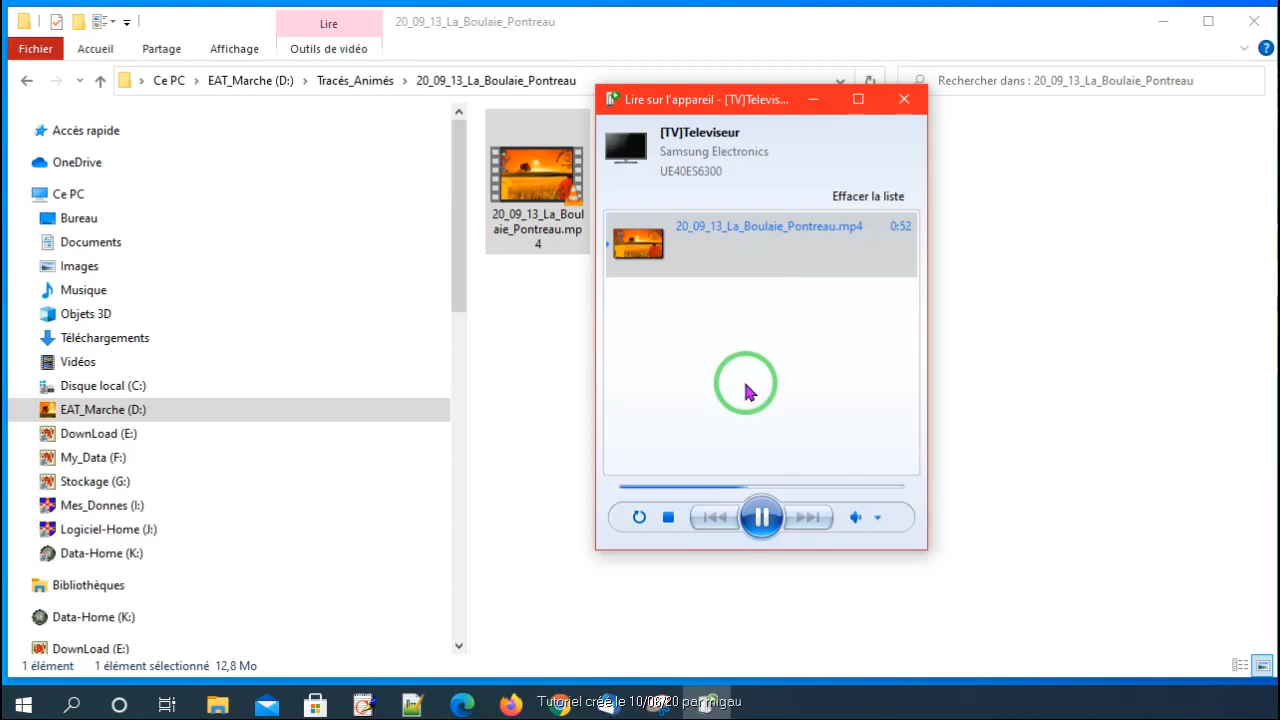 Lire
20_09_13_La_Boulaie_Pontreau
Fichier
Accueil
Partage
Affichage
Outils de vidéo
Ce PC
EAT_Marche (D:)
Tracés_Animés
20_09_13_La_Boulaie_Pontreau
Rechercher dans : 20_09_13_La_Boulaie_Pontreau
Accès rapide
OneDrive
Ce PC
Bureau
Documents
Images
Musique
Objets 3D
Téléchargements
Vidéos
Disque local (C:)
EAT_Marche (D:)
DownLoad (E:)
My_Data (F:)
Stockage (G:)
Mes_Donnes (I:)
Logiciel-Home (J:)
Data-Home (K:)
Bibliothèques
Data-Home (K:)
DownLoad (E:)
20_09_13_La_Boul
aie_Pontreau.mp
4
Lire sur l'appareil - [TV]Televis...
[TV]Televiseur
Samsung Electronics
UE40ES6300
Effacer la liste
20_09_13_La_Boulaie_Pontreau.mp4 0:52
1 élément 1 élément sélectionné 12,8 Mo
Tutoriel créé le 10/06/20 par migau